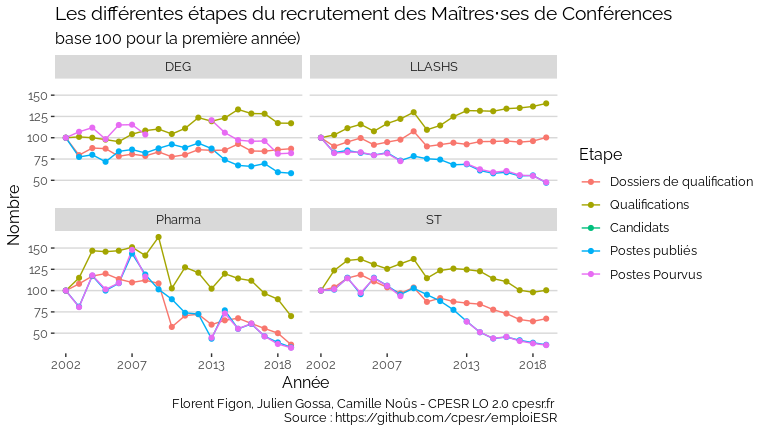 Les différentes étapes du recrutement des Maîtres·ses de Conférences
base 100 pour la première année)
DEG
LLASHS
150
125
100
75
50
Pharma
ST
150
125
100
75
50
2002
2007
2013
2018
2002
2007
2013
2018
Nombre
Année
Etape
Dossiers de qualification
Qualifications
Candidats
Postes publiés
Postes Pourvus
Florent Figon, Julien Gossa, Camille Noûs - CPESR LO 2.0 cpesr.fr
Source : https://github.com/cpesr/emploiESR